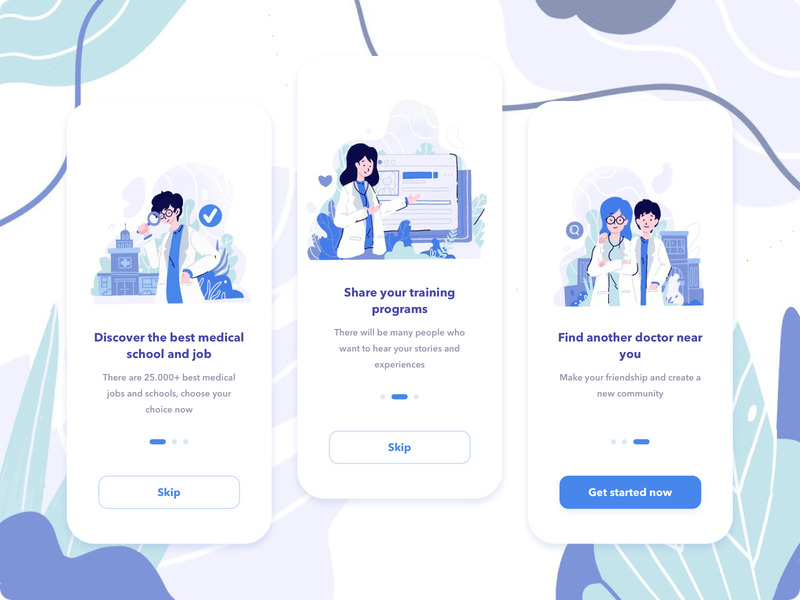 Discover the best medical
school and job
There are 25.000+ best medical
jobs and schools, choose your
choice now
Skip
Share your training
programs
There will be many people who
want to hear your stories and
experiences
Skip
Find another doctor near
you
Make your friendship and create a
new community
Get started now